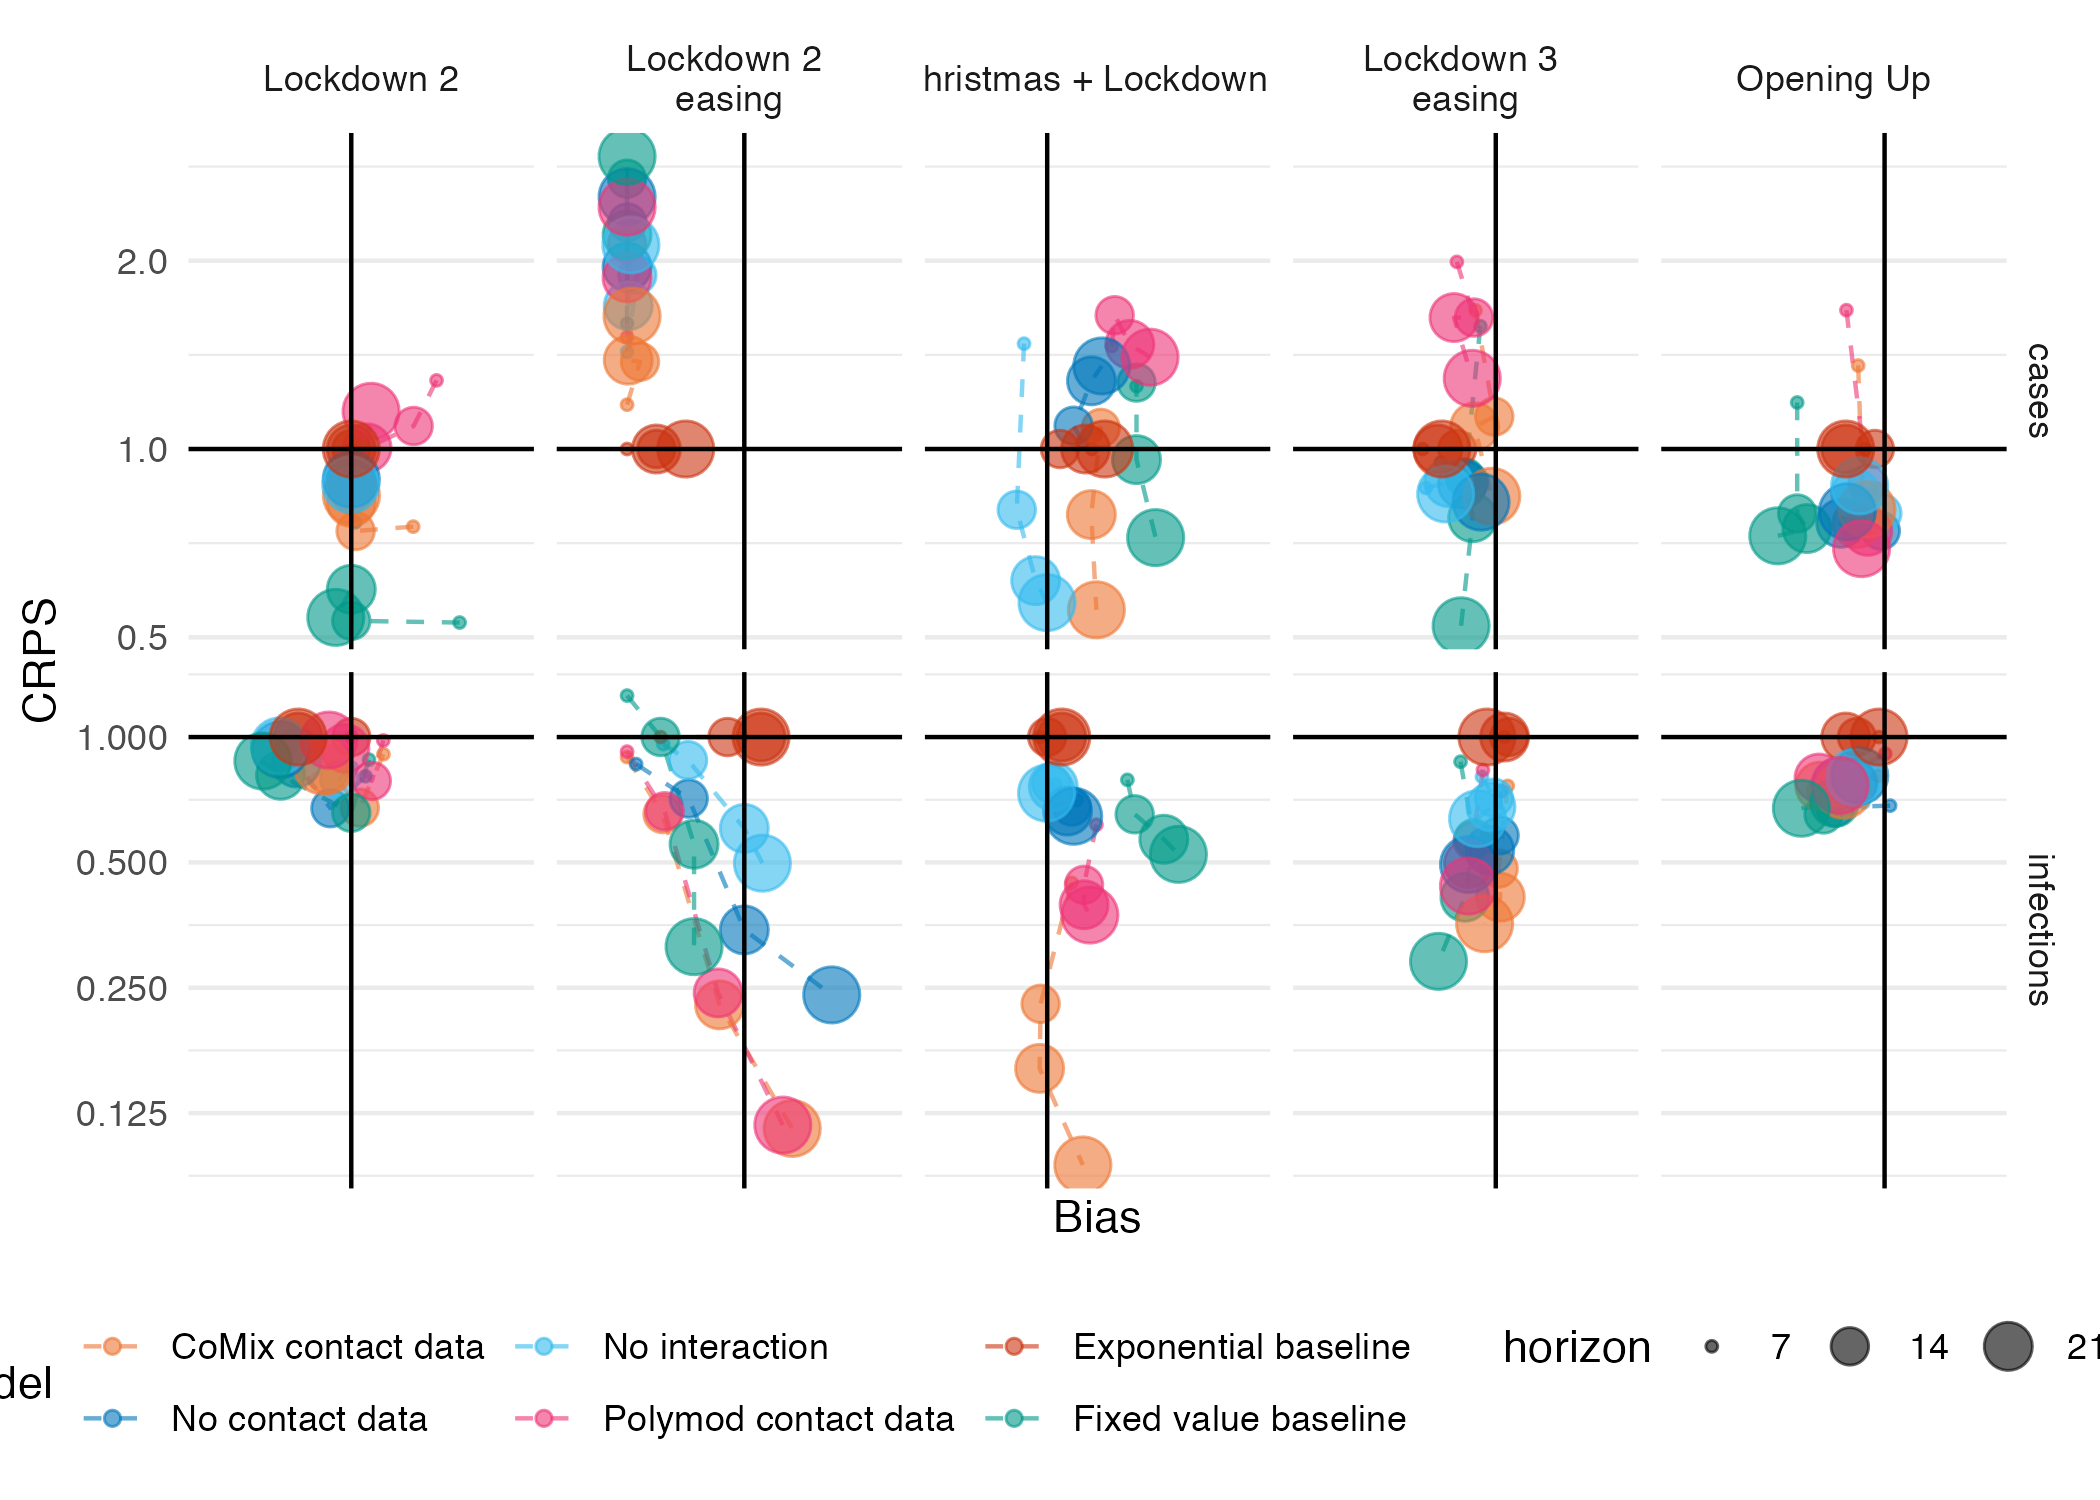 Lockdown 2
Lockdown 2
easing
hristmas + Lockdown
Lockdown 3
easing
Opening Up
2.0
1.0
0.5
cases
CRPS
1.000
0.500
0.250
0.125
infections
Bias
del
CoMix contact data
No interaction
Exponential baseline
No contact data
Polymod contact data
Fixed value baseline
horizon
7
14
21